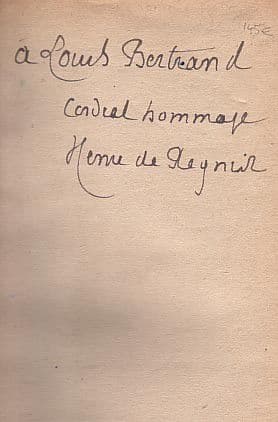 à Louis Bertrand
Cordial hommage
Henri de Régnier